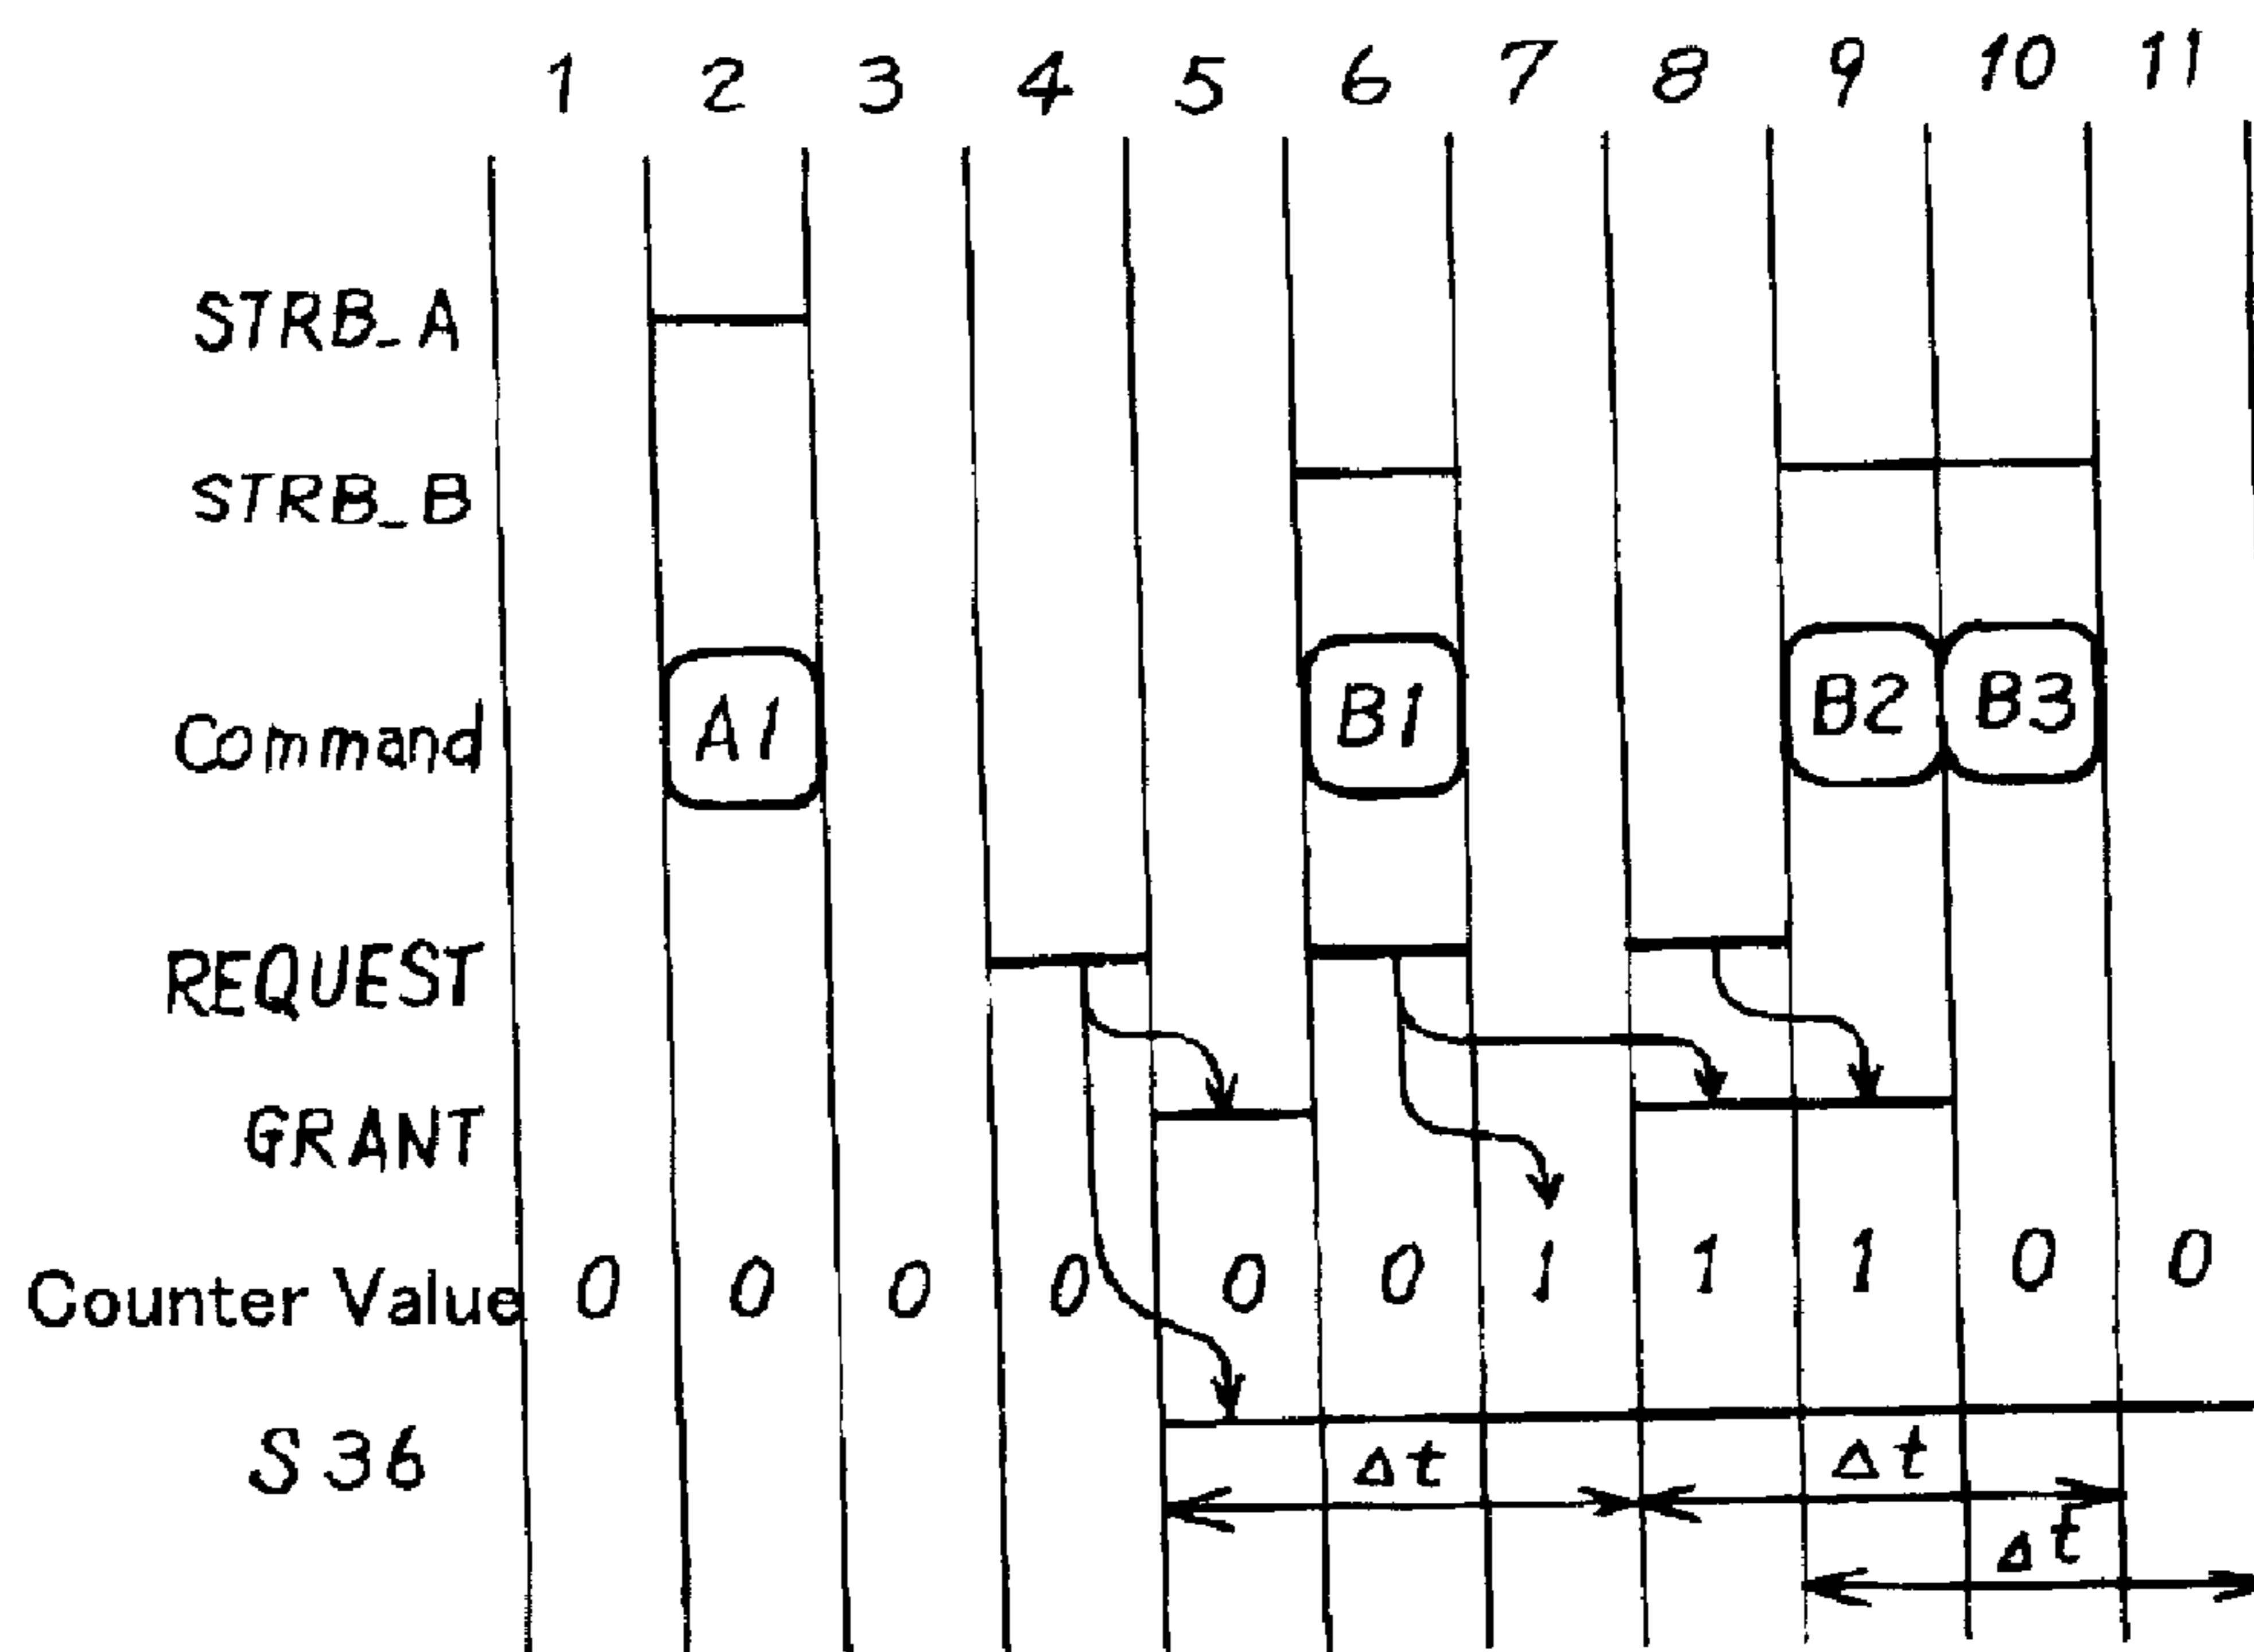 1 2 3 4 5 6 7 8 9 10 11
STRB_A
STRB_B
Command A1 B1 B2 B3
REQUEST
GRANT
Counter Value 0 0 0 0 0 0 1 1 1 0 0
S36 Δt Δt
Δt